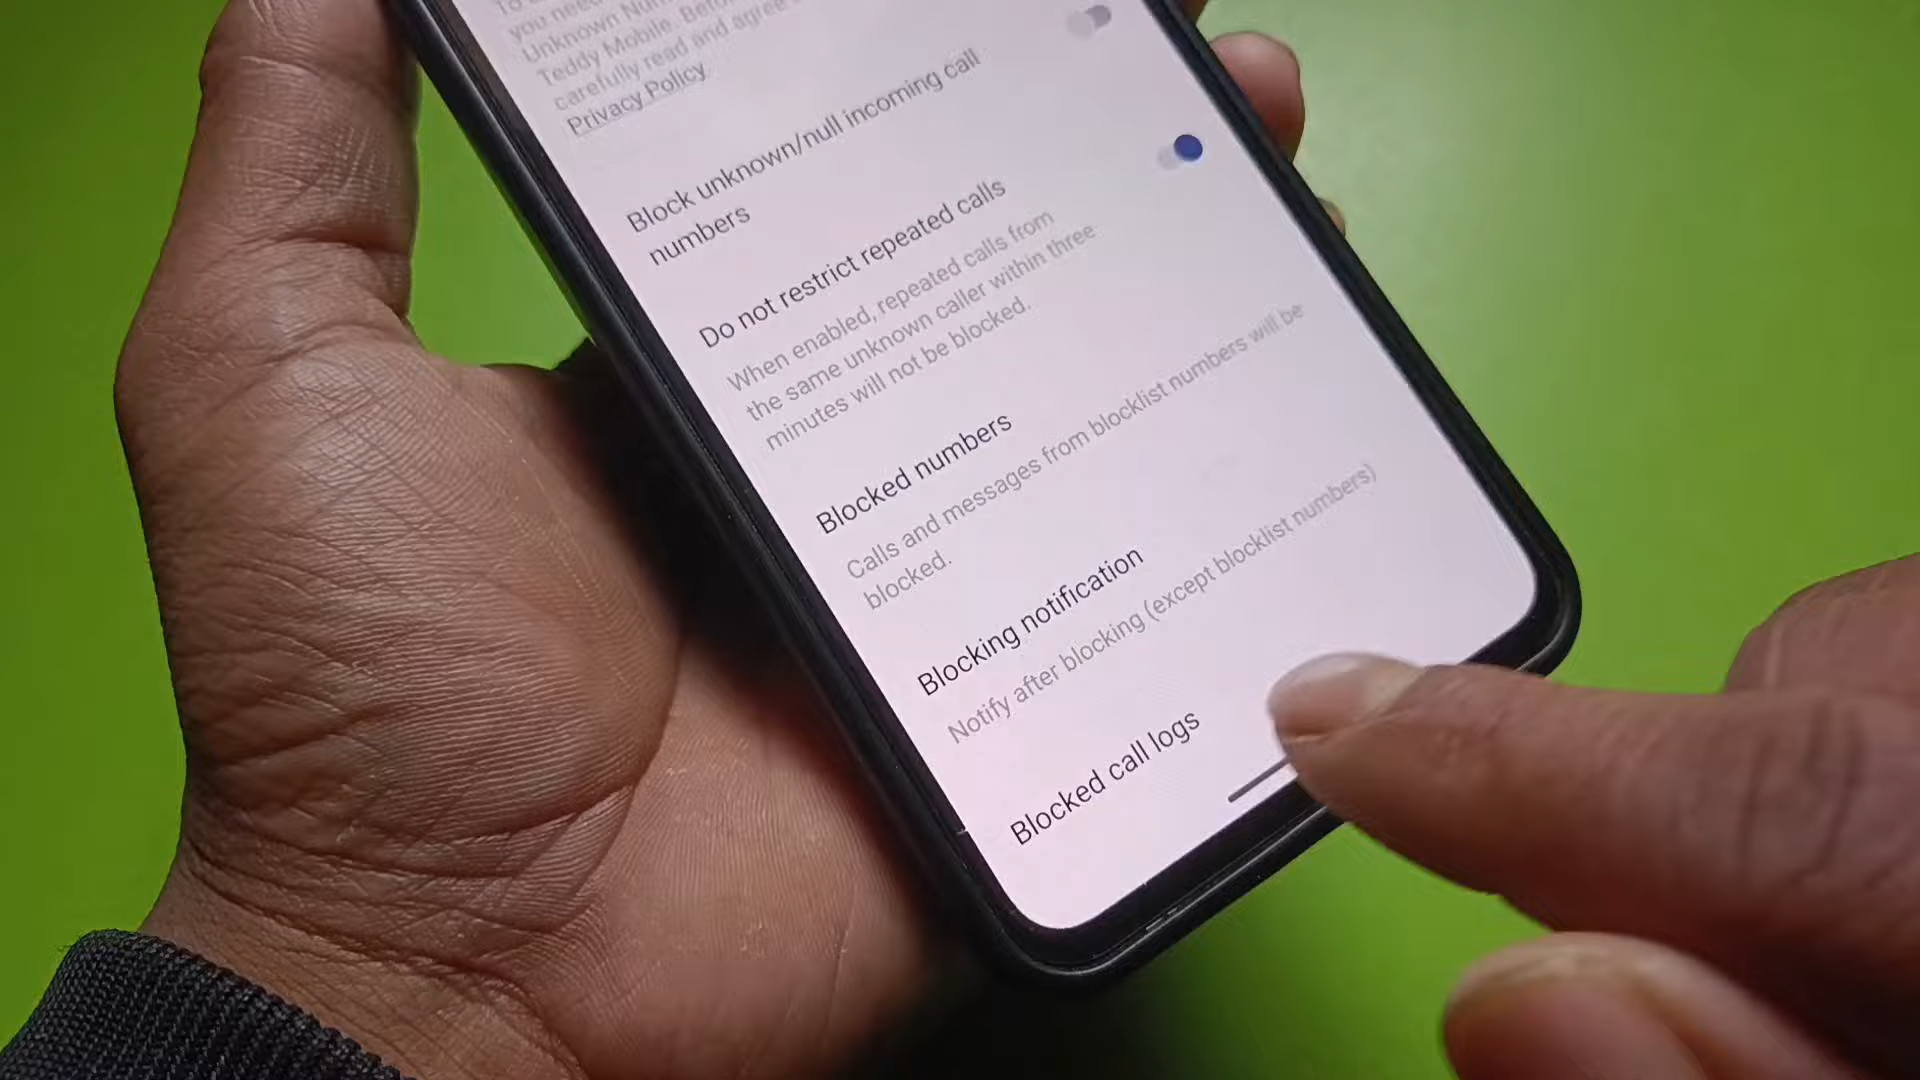 you need
Unknown Num
Teddy Mobile. Befo
carefully read and agree
Privacy Policy
Block unknown/null incoming call
numbers
Do not restrict repeated calls
When enabled, repeated calls from
the same unknown caller within three
minutes will not be blocked.
Blocked numbers
Calls and messages from blocklist numbers will be
blocked.
Blocking notification
Notify after blocking (except blocklist numbers)
Blocked call logs